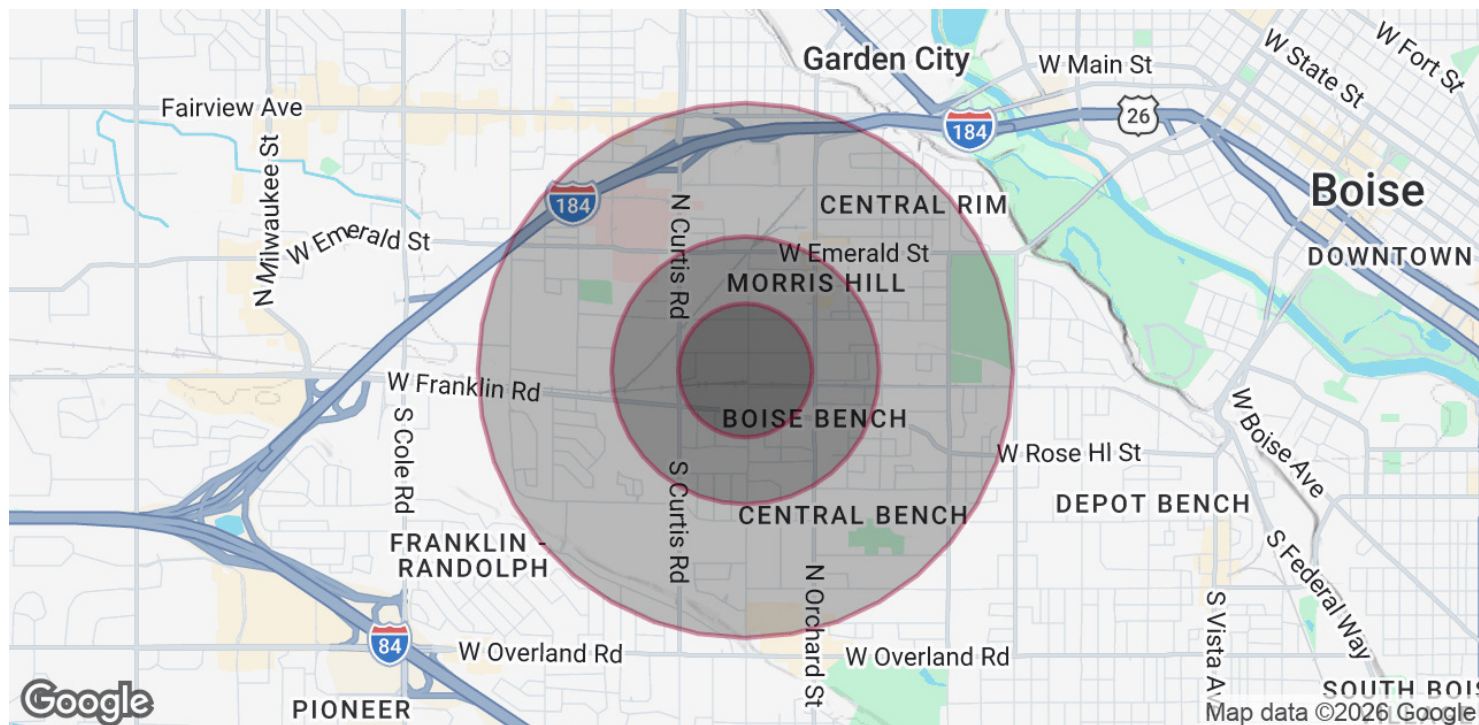 Garden City
W Main St
W State St
W Fort St
Fairview Ave
184
26
N Milwaukee St
184
N Curtis Rd
CENTRAL RIM
Boise
W Emerald St
W Emerald St
DOWNTOWN
MORRIS HILL
W Franklin Rd
BOISE BENCH
S Cole Rd
W Rose Hl St
W Boise Ave
S Curtis Rd
CENTRAL BENCH
DEPOT BENCH
FRANKLIN -
RANDOLPH
N Orchard St
S Federal Way
84
W Overland Rd
W Overland Rd
S Vista Av
SOUTH BOIS
Google
PIONEER
Map data ©2026 Google